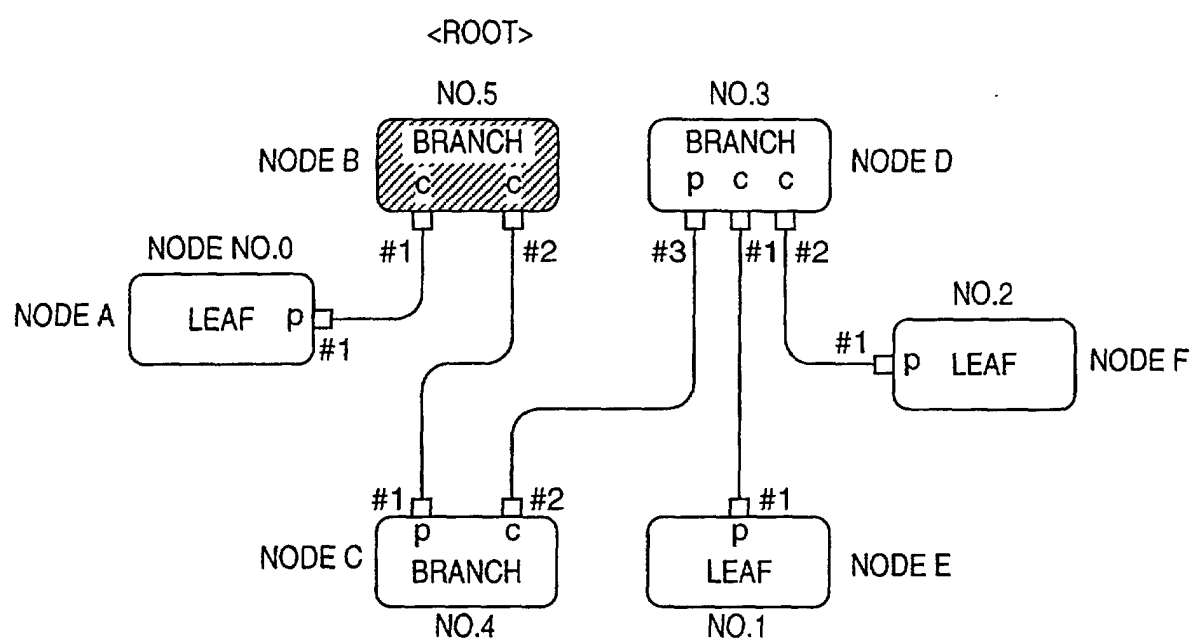 <ROOT>
NO.5
NO.3
BRANCH
BRANCH
NODE B
NODE D
c c
p c c
#1 #2
#3 #1 #2
NODE NO.0
NO.2
NODE A
LEAF p
#1
#1
p LEAF
NODE F
#1 #2
#1
p c
p
NODE C
BRANCH
LEAF
NODE E
NO.4
NO.1